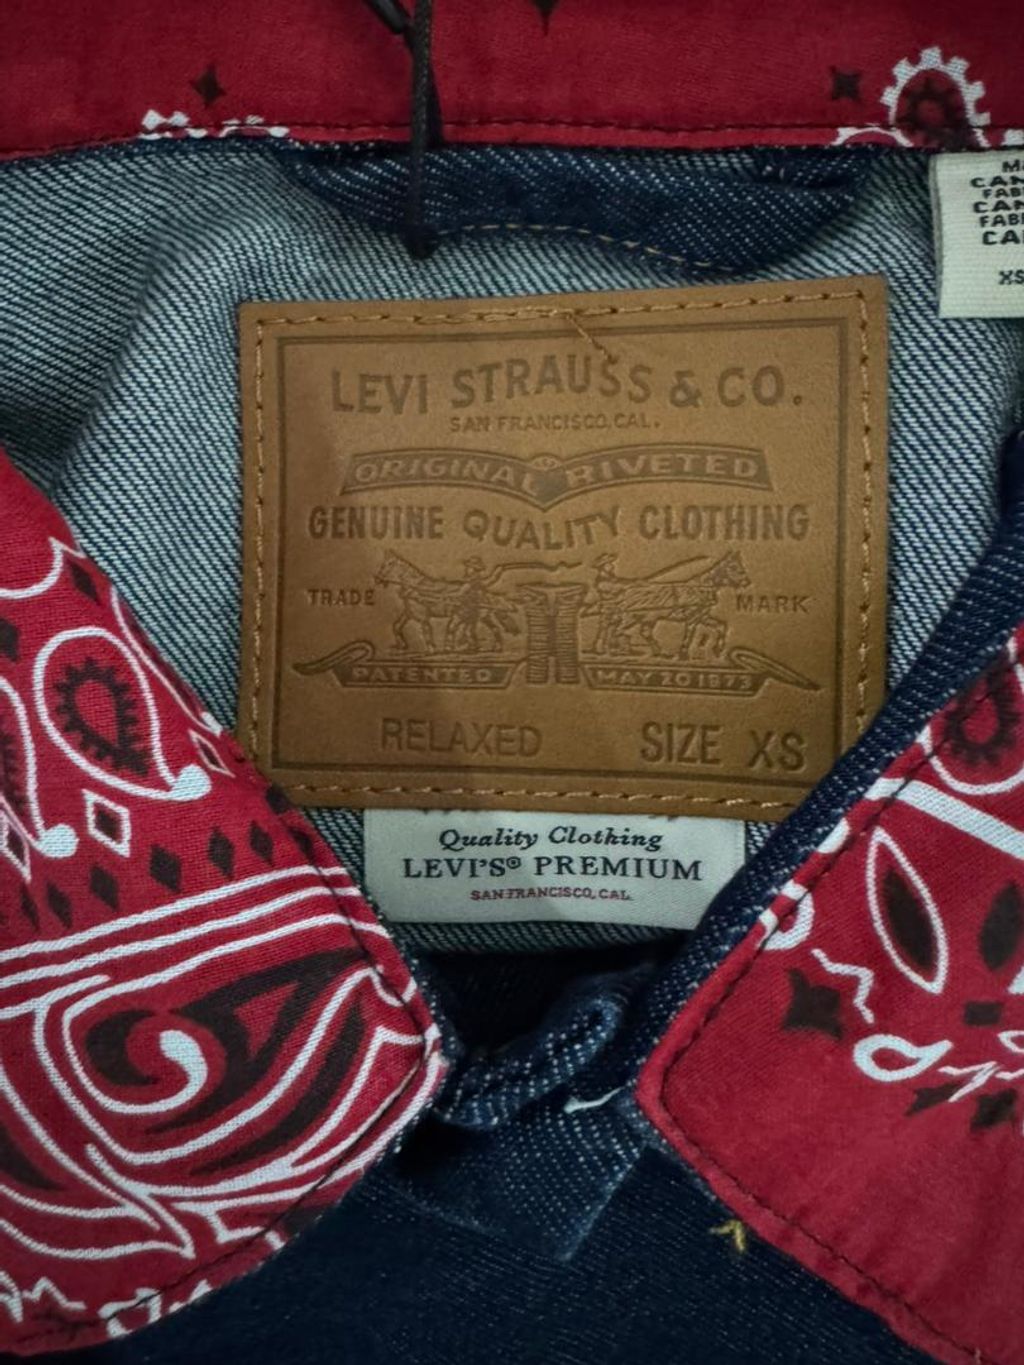 LEVI STRAUSS & CO.
SAN FRANCISCO, CAL.
ORIGINAL RIVETED
GENUINE QUALITY CLOTHING
TRADE MARK
PATENTED MAY 20 1873
RELAXED SIZE XS
Quality Clothing
LEVI'S® PREMIUM
SAN FRANCISCO, CAL.
XS